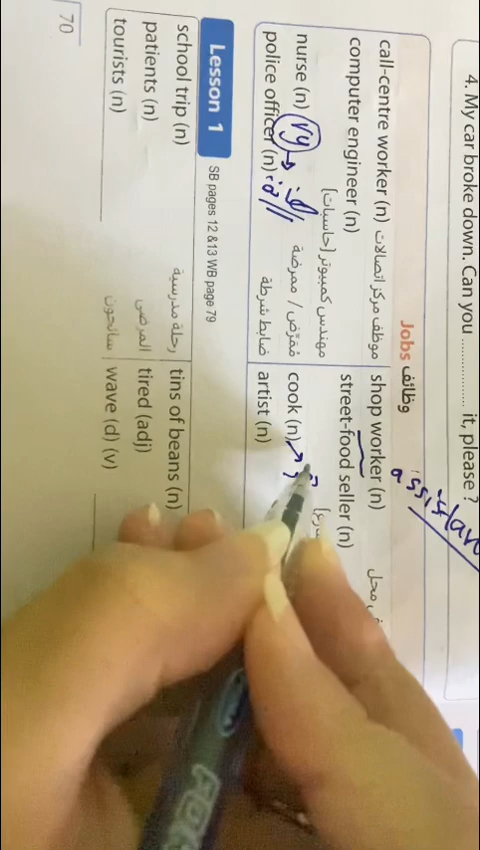 4. My car broke down. Can you .................. it, please ?
Jobs وظائف
assistan
call-centre worker (n) موظف مركز اتصالات shop worker (n) محل
computer engineer (n) مهندس كمبيوتر [حاسبات] street-food seller (n)
nurse (n) مُمَرِّض / ممرضة cook (n)
police officer (n) ضابط شرطة artist (n)
Lesson 1 SB pages 12 &13 WB page 79
school trip (n) رحلة مدرسية tins of beans (n)
patients (n) المرضى tired (adj)
tourists (n) سائحون wave (d) (v)
70